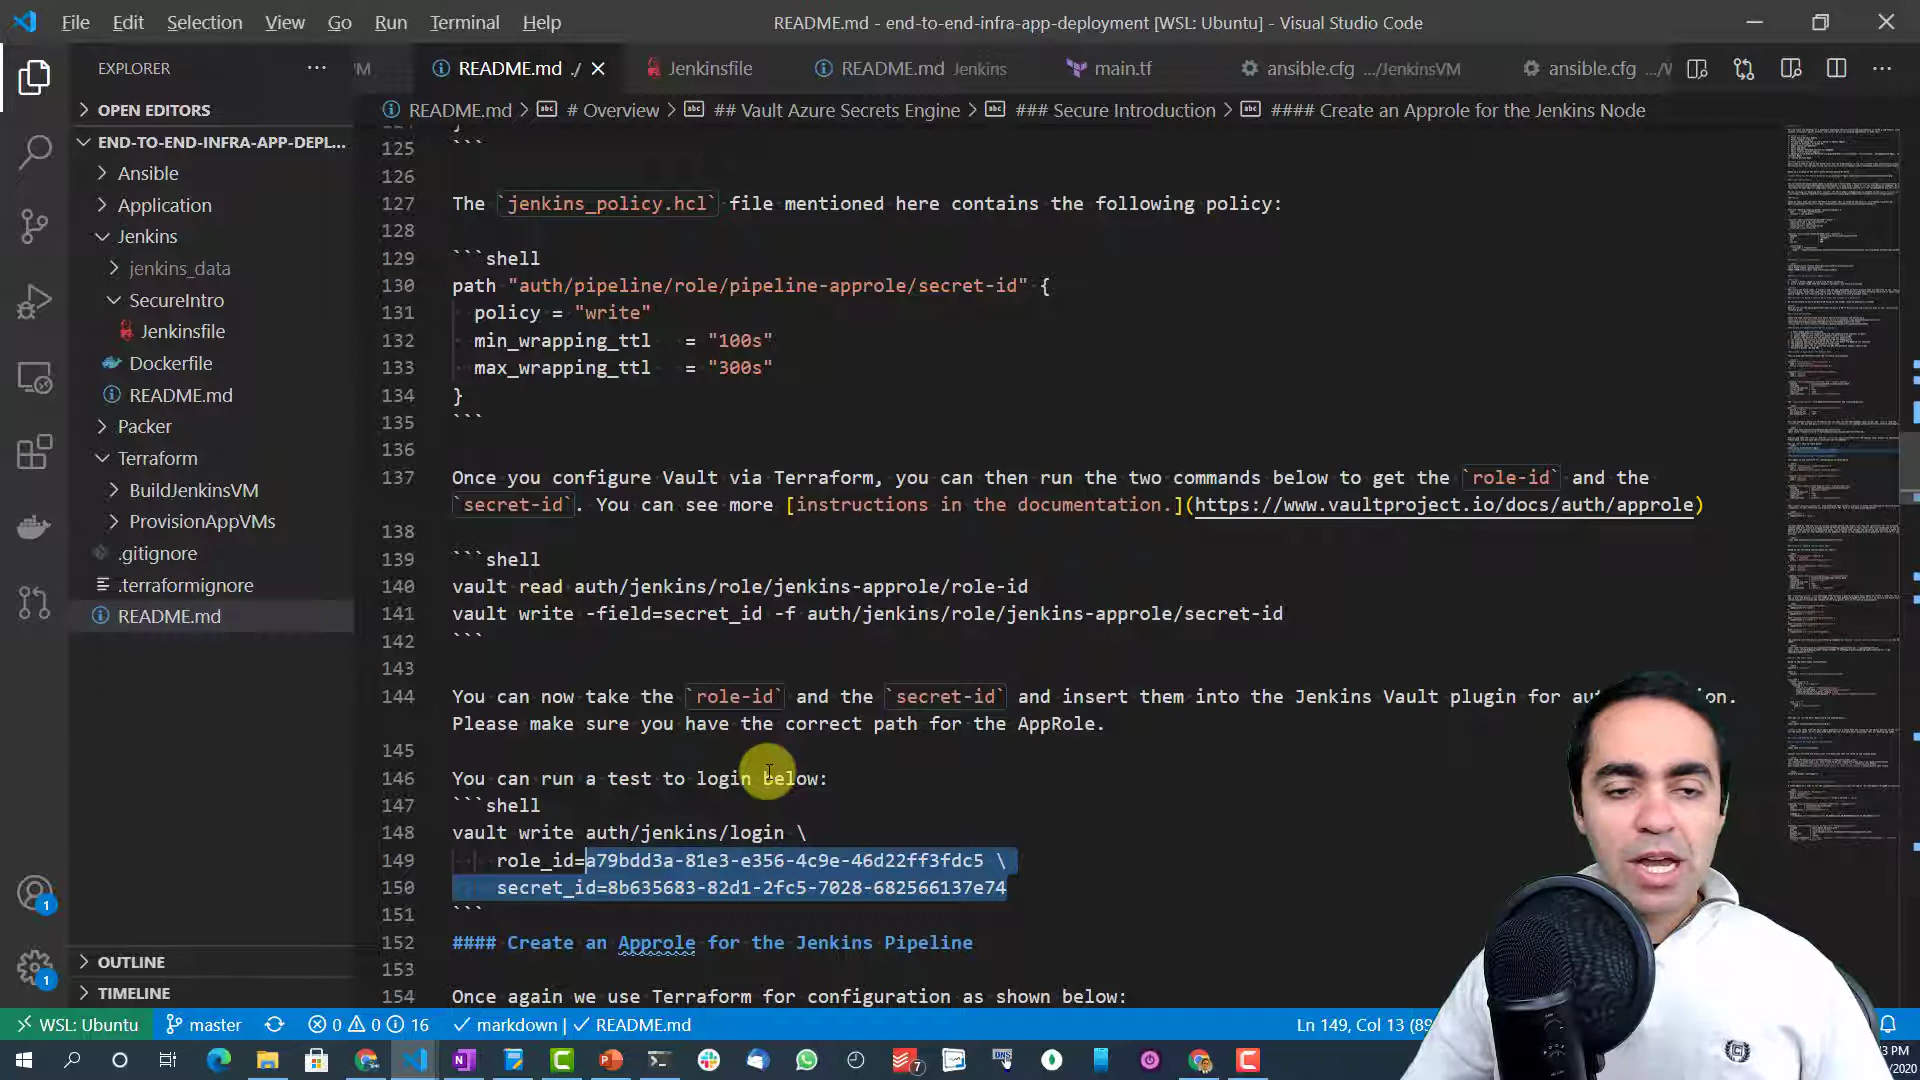 File Edit Selection View Go Run Terminal Help
README.md - end-to-end-infra-app-deployment [WSL: Ubuntu] - Visual Studio Code
EXPLORER
README.md ./
Jenkinsfile
README.md Jenkins
main.tf
ansible.cfg .../JenkinsVM
ansible.cfg
OPEN EDITORS
END-TO-END-INFRA-APP-DEPL...
Ansible
Application
Jenkins
jenkins_data
SecureIntro
Jenkinsfile
Dockerfile
README.md
Packer
Terraform
BuildJenkinsVM
ProvisionAppVMs
.gitignore
.terraformignore
README.md
OUTLINE
TIMELINE
README.md > # Overview > ## Vault Azure Secrets Engine > ### Secure Introduction > #### Create an Approle for the Jenkins Node
125 ```
126
127 The `jenkins_policy.hcl` file mentioned here contains the following policy:
128
129 ```shell
130 path "auth/pipeline/role/pipeline-approle/secret-id" {
131 policy = "write"
132 min_wrapping_ttl = "100s"
133 max_wrapping_ttl = "300s"
134 }
135 ```
136
137 Once you configure Vault via Terraform, you can then run the two commands below to get the `role-id` and the
`secret-id`. You can see more [instructions in the documentation.](https://www.vaultproject.io/docs/auth/approle)
138
139 ```shell
140 vault read auth/jenkins/role/jenkins-approle/role-id
141 vault write -field=secret_id -f auth/jenkins/role/jenkins-approle/secret-id
142 ```
143
144 You can now take the `role-id` and the `secret-id` and insert them into the Jenkins Vault plugin for
Please make sure you have the correct path for the AppRole.
145
146 You can run a test to login below:
147 ```shell
148 vault write auth/jenkins/login \
149 role_id=a79bdd3a-81e3-e356-4c9e-46d22ff3fdc5 \
150 secret_id=8b635683-82d1-2fc5-7028-682566137e74
151 ```
152 #### Create an Approle for the Jenkins Pipeline
153
154 Once again we use Terraform for configuration as shown below:
WSL: Ubuntu master 0 0 16 markdown | README.md Ln 149, Col 13